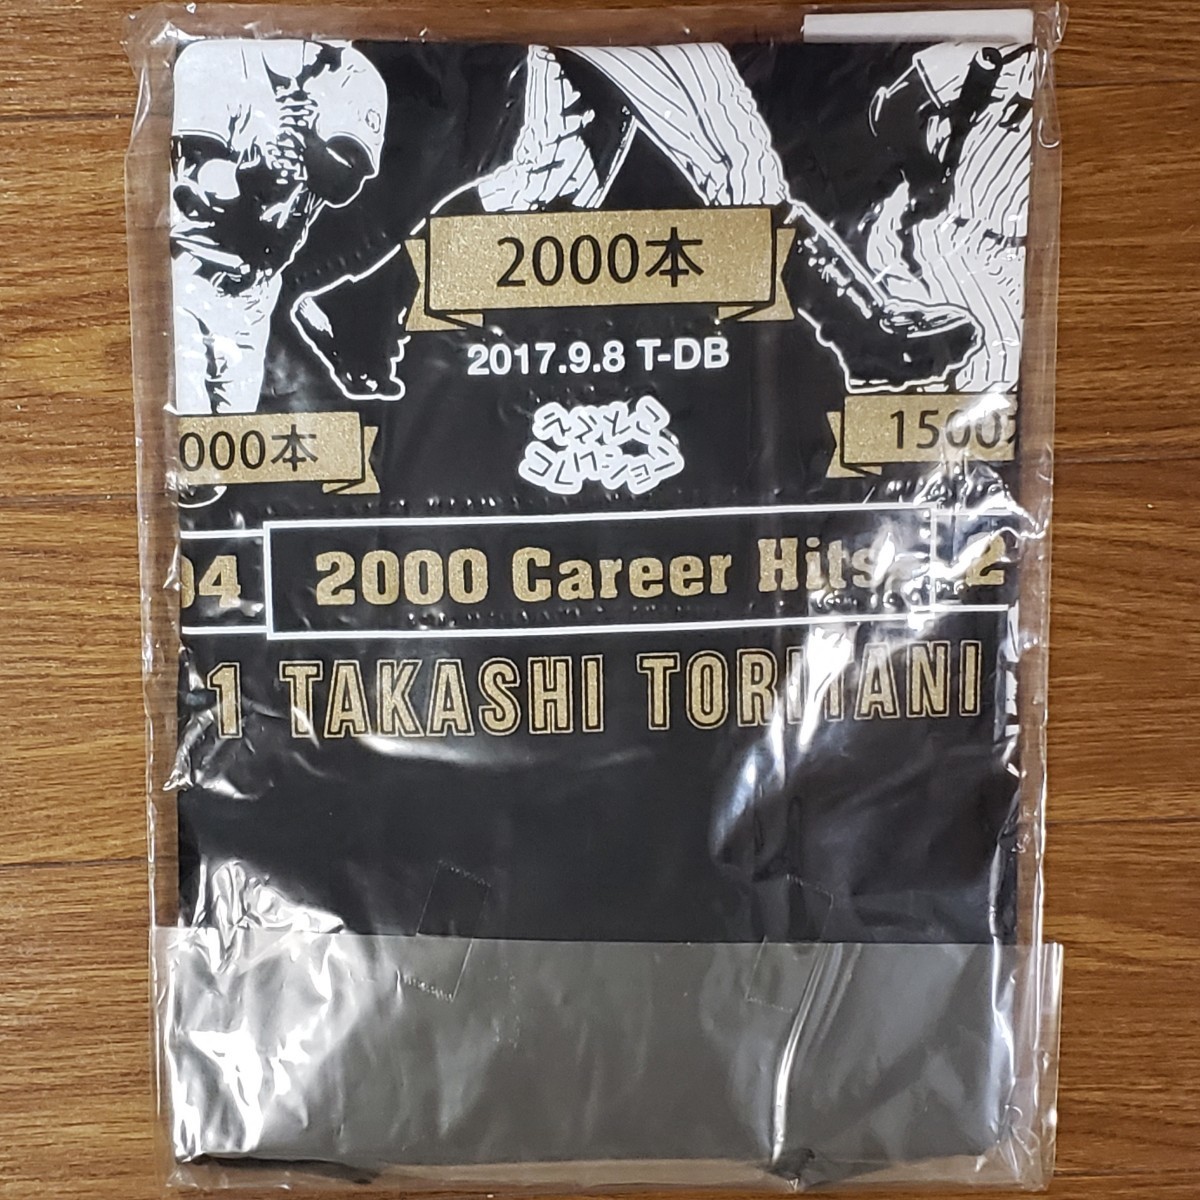 2000本
2017.9.8 T-DB
000本
1500
04
2000 Career Hits
2
1 TAKASHI TORITANI